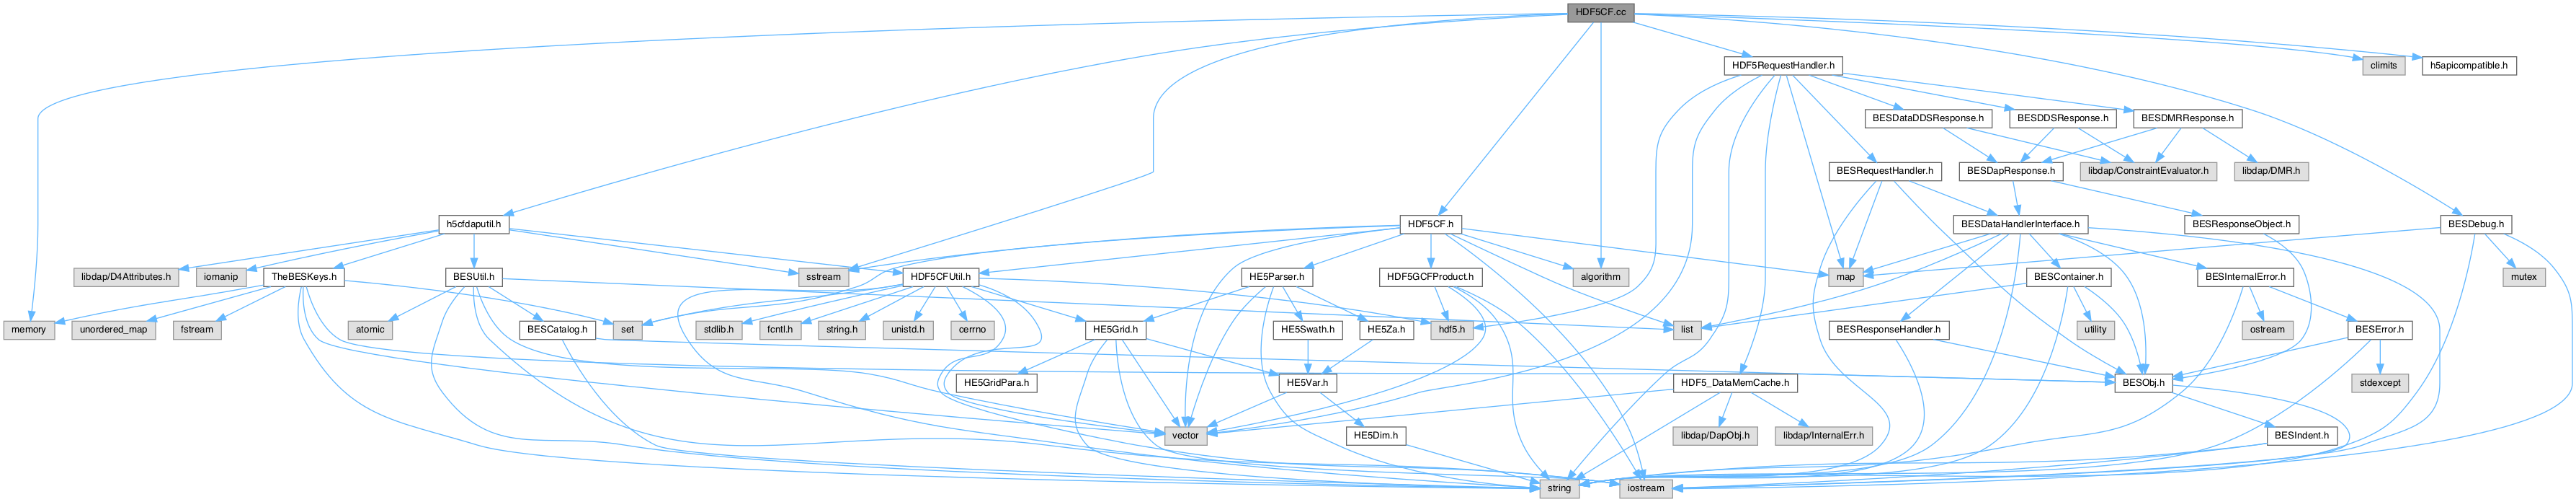 HDF5CF.cc
HDF5RequestHandler.h
climits
h5apicompatible.h
BESDataDDSResponse.h
BESDDSResponse.h
BESDMRResponse.h
BESRequestHandler.h
BESDapResponse.h
libdap/ConstraintEvaluator.h
libdap/DMR.h
h5cfdaputil.h
HDF5CF.h
BESDataHandlerInterface.h
BESResponseObject.h
BESDebug.h
libdap/D4Attributes.h
iomanip
TheBESKeys.h
BESUtil.h
sstream
HDF5CFUtil.h
HE5Parser.h
HDF5GCFProduct.h
algorithm
map
BESContainer.h
BESInternalError.h
mutex
memory
unordered_map
fstream
atomic
BESCatalog.h
set
stdlib.h
fcntl.h
string.h
unistd.h
cerrno
HE5Grid.h
HE5Swath.h
HE5Za.h
hdf5.h
list
BESResponseHandler.h
utility
ostream
BESError.h
HE5GridPara.h
HE5Var.h
HDF5_DataMemCache.h
BESObj.h
stdexcept
vector
HE5Dim.h
libdap/DapObj.h
libdap/InternalErr.h
BESIndent.h
string
iostream